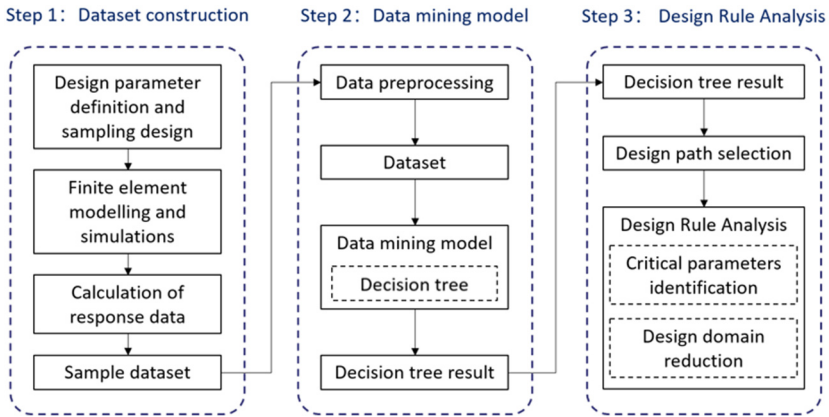 Step 1：Dataset construction
Design parameter
definition and
sampling design
Finite element
modelling and
simulations
Calculation of
response data
Sample dataset
Step 2：Data mining model
Data preprocessing
Dataset
Data mining model
Decision tree
Decision tree result
Step 3： Design Rule Analysis
Decision tree result
Design path selection
Design Rule Analysis
Critical parameters
identification
Design domain
reduction